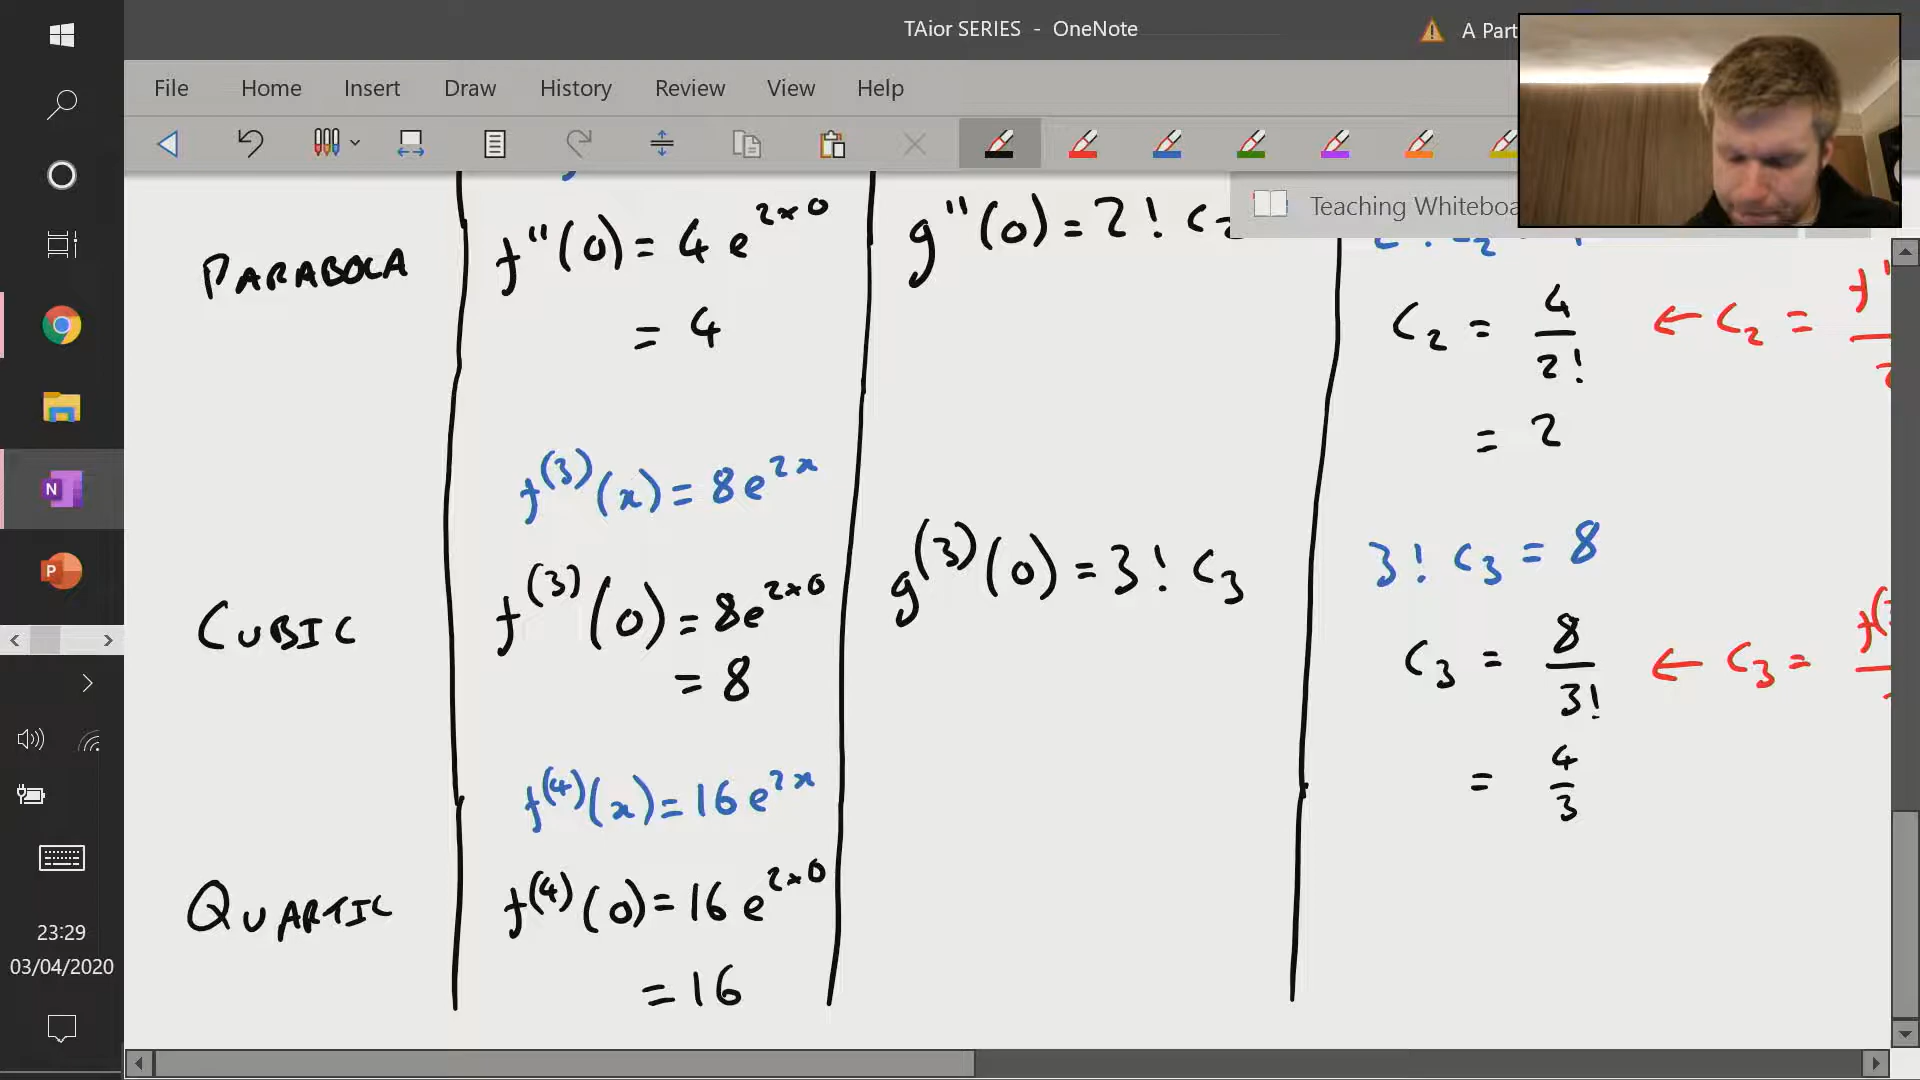 TAior SERIES - OneNote
A Part
File Home Insert Draw History Review View Help
Teaching Whiteboa
PARABOLA
f''(0) = 4 e^2×0
= 4
g''(0) = 2! C2
C2 = 4/2!
← C2 =
= 2
f^(3)(x) = 8e^2x
CUBIC
f^(3)(0) = 8e^2×0
= 8
g^(3)(0) = 3! C3
3! C3 = 8
C3 = 8/3!
← C3 =
= 4/3
f^(4)(x) = 16e^2x
QUARTIC
f^(4)(0) = 16 e^2×0
= 16
N
P
23:29
03/04/2020